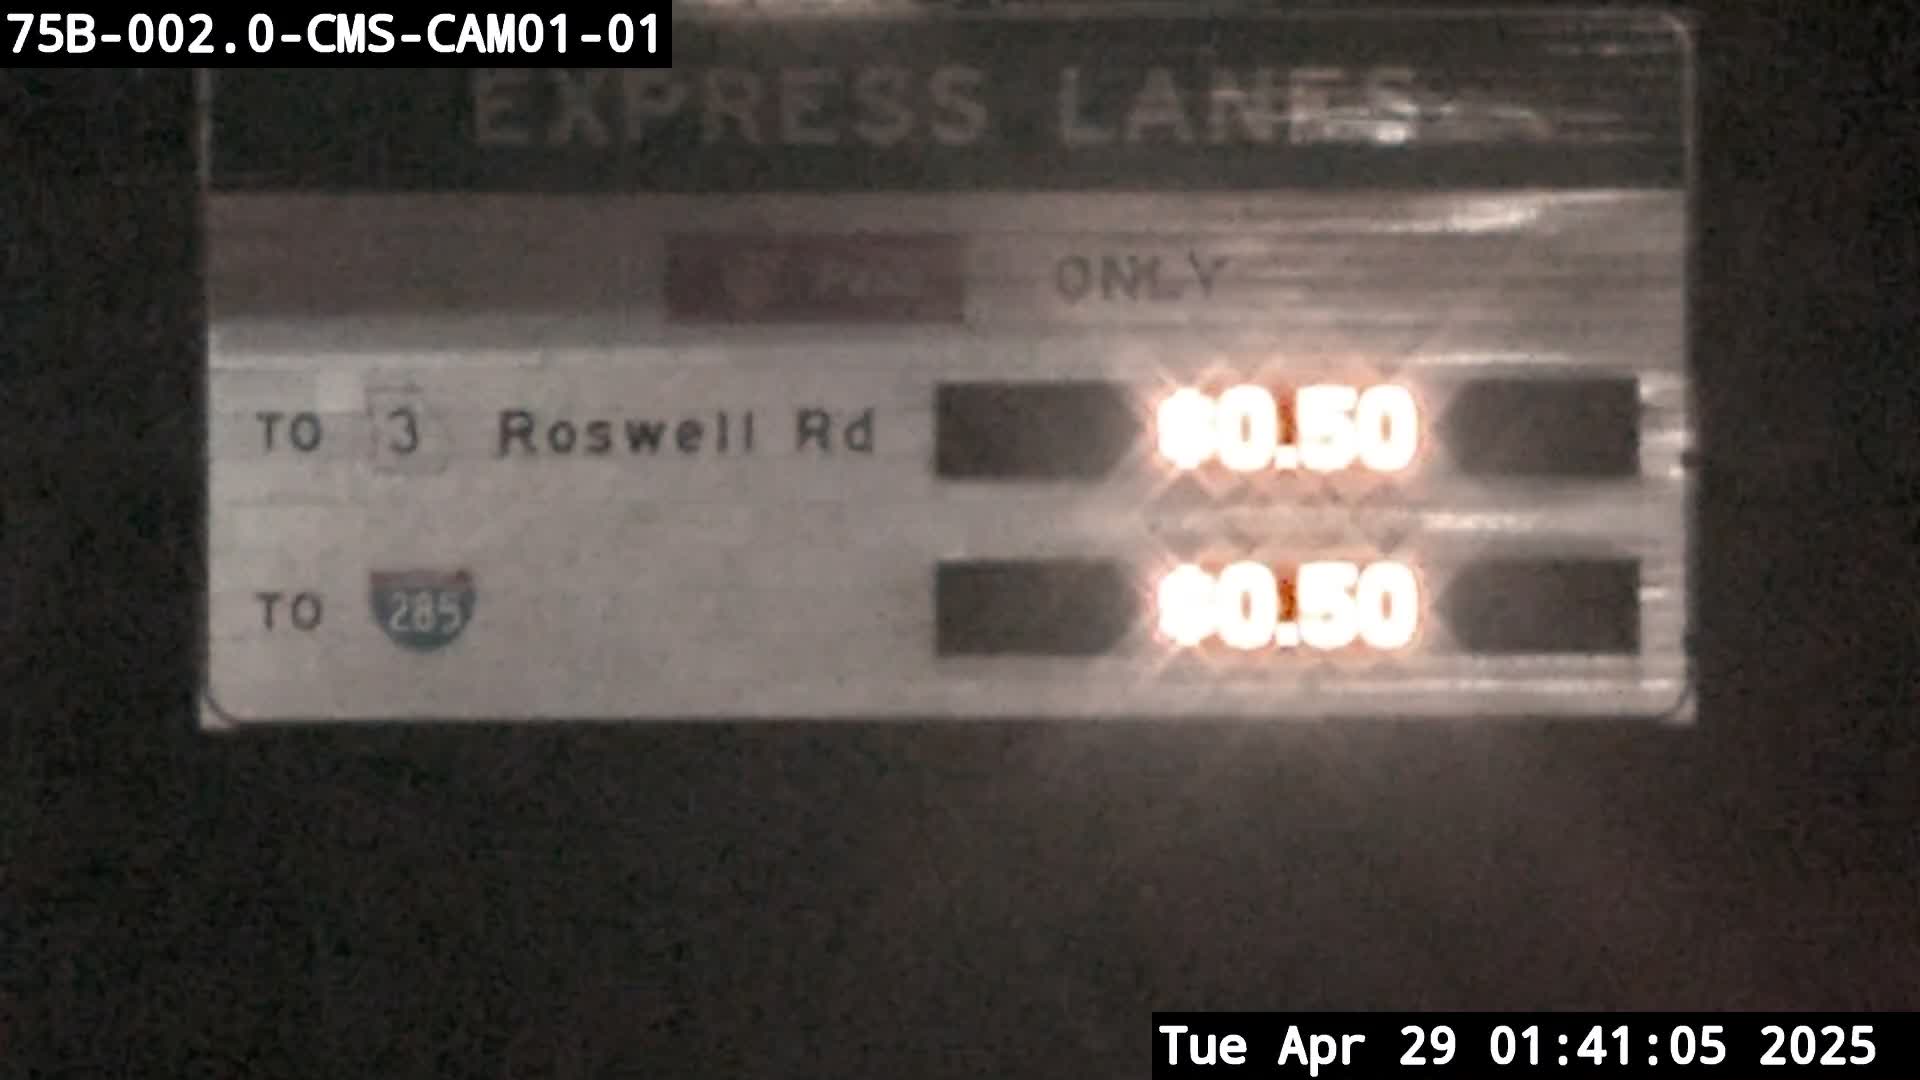 75B-002.0-CMS-CAM01-01
EXPRESS LANES
ONLY
TO 3 Roswell Rd $0.50
TO 285 $0.50
Tue Apr 29 01:41:05 2025